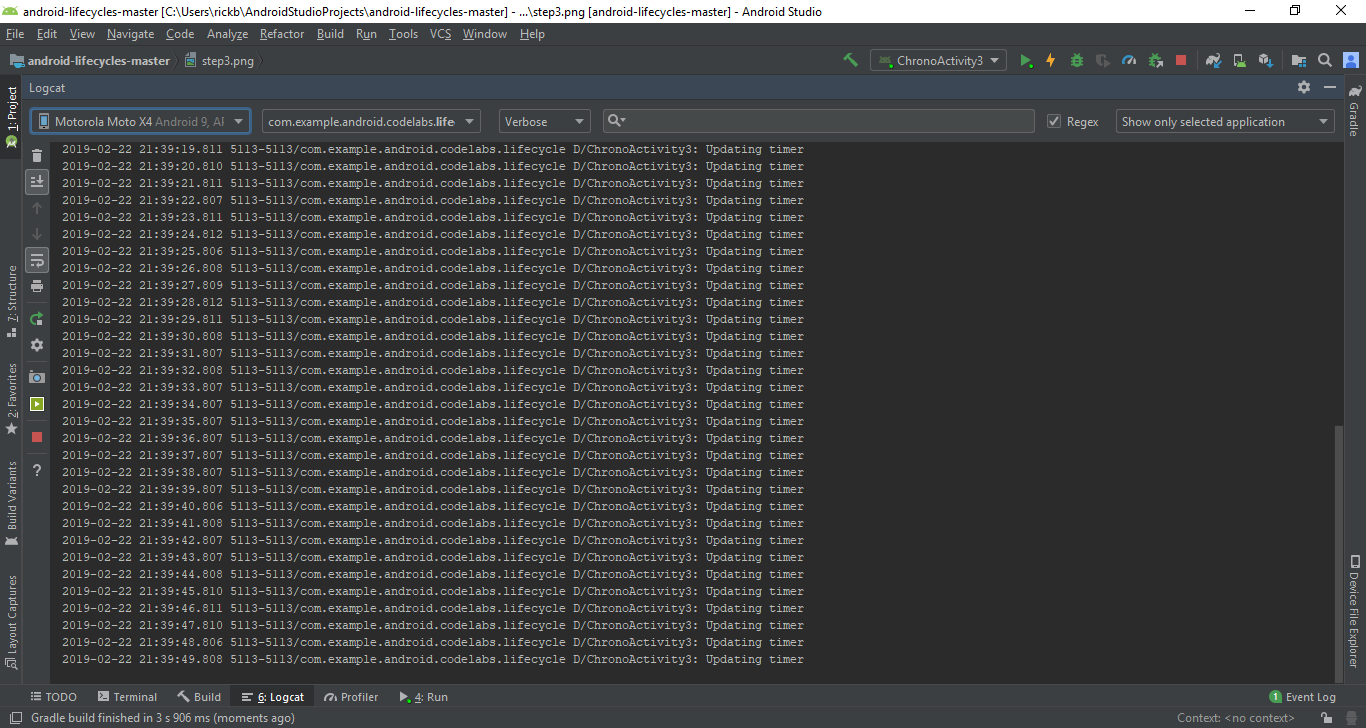 android-lifecycles-master [C:\Users\rickb\AndroidStudioProjects\android-lifecycles-master] - ...\step3.png [android-lifecycles-master] - Android Studio
File Edit View Navigate Code Analyze Refactor Build Run Tools VCS Window Help
android-lifecycles-master step3.png ChronoActivity3
Logcat
Motorola Moto X4 Android 9, AF com.example.android.codelabs.life Verbose Regex Show only selected application
2019-02-22 21:39:19.811 5113-5113/com.example.android.codelabs.lifecycle D/ChronoActivity3: Updating timer
2019-02-22 21:39:20.810 5113-5113/com.example.android.codelabs.lifecycle D/ChronoActivity3: Updating timer
2019-02-22 21:39:21.811 5113-5113/com.example.android.codelabs.lifecycle D/ChronoActivity3: Updating timer
2019-02-22 21:39:22.807 5113-5113/com.example.android.codelabs.lifecycle D/ChronoActivity3: Updating timer
2019-02-22 21:39:23.811 5113-5113/com.example.android.codelabs.lifecycle D/ChronoActivity3: Updating timer
2019-02-22 21:39:24.812 5113-5113/com.example.android.codelabs.lifecycle D/ChronoActivity3: Updating timer
2019-02-22 21:39:25.806 5113-5113/com.example.android.codelabs.lifecycle D/ChronoActivity3: Updating timer
2019-02-22 21:39:26.808 5113-5113/com.example.android.codelabs.lifecycle D/ChronoActivity3: Updating timer
2019-02-22 21:39:27.809 5113-5113/com.example.android.codelabs.lifecycle D/ChronoActivity3: Updating timer
2019-02-22 21:39:28.812 5113-5113/com.example.android.codelabs.lifecycle D/ChronoActivity3: Updating timer
2019-02-22 21:39:29.811 5113-5113/com.example.android.codelabs.lifecycle D/ChronoActivity3: Updating timer
2019-02-22 21:39:30.808 5113-5113/com.example.android.codelabs.lifecycle D/ChronoActivity3: Updating timer
2019-02-22 21:39:31.807 5113-5113/com.example.android.codelabs.lifecycle D/ChronoActivity3: Updating timer
2019-02-22 21:39:32.808 5113-5113/com.example.android.codelabs.lifecycle D/ChronoActivity3: Updating timer
2019-02-22 21:39:33.807 5113-5113/com.example.android.codelabs.lifecycle D/ChronoActivity3: Updating timer
2019-02-22 21:39:34.807 5113-5113/com.example.android.codelabs.lifecycle D/ChronoActivity3: Updating timer
2019-02-22 21:39:35.807 5113-5113/com.example.android.codelabs.lifecycle D/ChronoActivity3: Updating timer
2019-02-22 21:39:36.807 5113-5113/com.example.android.codelabs.lifecycle D/ChronoActivity3: Updating timer
2019-02-22 21:39:37.807 5113-5113/com.example.android.codelabs.lifecycle D/ChronoActivity3: Updating timer
2019-02-22 21:39:38.807 5113-5113/com.example.android.codelabs.lifecycle D/ChronoActivity3: Updating timer
2019-02-22 21:39:39.807 5113-5113/com.example.android.codelabs.lifecycle D/ChronoActivity3: Updating timer
2019-02-22 21:39:40.806 5113-5113/com.example.android.codelabs.lifecycle D/ChronoActivity3: Updating timer
2019-02-22 21:39:41.808 5113-5113/com.example.android.codelabs.lifecycle D/ChronoActivity3: Updating timer
2019-02-22 21:39:42.807 5113-5113/com.example.android.codelabs.lifecycle D/ChronoActivity3: Updating timer
2019-02-22 21:39:43.807 5113-5113/com.example.android.codelabs.lifecycle D/ChronoActivity3: Updating timer
2019-02-22 21:39:44.808 5113-5113/com.example.android.codelabs.lifecycle D/ChronoActivity3: Updating timer
2019-02-22 21:39:45.810 5113-5113/com.example.android.codelabs.lifecycle D/ChronoActivity3: Updating timer
2019-02-22 21:39:46.811 5113-5113/com.example.android.codelabs.lifecycle D/ChronoActivity3: Updating timer
2019-02-22 21:39:47.810 5113-5113/com.example.android.codelabs.lifecycle D/ChronoActivity3: Updating timer
2019-02-22 21:39:48.806 5113-5113/com.example.android.codelabs.lifecycle D/ChronoActivity3: Updating timer
2019-02-22 21:39:49.808 5113-5113/com.example.android.codelabs.lifecycle D/ChronoActivity3: Updating timer
1: Project
7: Structure
2: Favorites
Build Variants
Layout Captures
Gradle
Device File Explorer
TODO Terminal Build 6: Logcat Profiler 4: Run 1 Event Log
Gradle build finished in 3 s 906 ms (moments ago) Context: <no context>